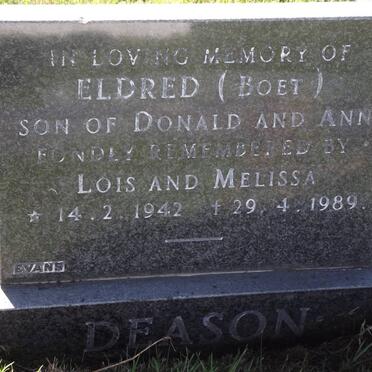 IN LOVING MEMORY OF
ELDRED (BOET)
SON OF DONALD AND ANN
FONDLY REMEMBERED BY
LOIS AND MELISSA
★ 14.2.1942 ✝ 29.4.1989.
EVANS
DEASON